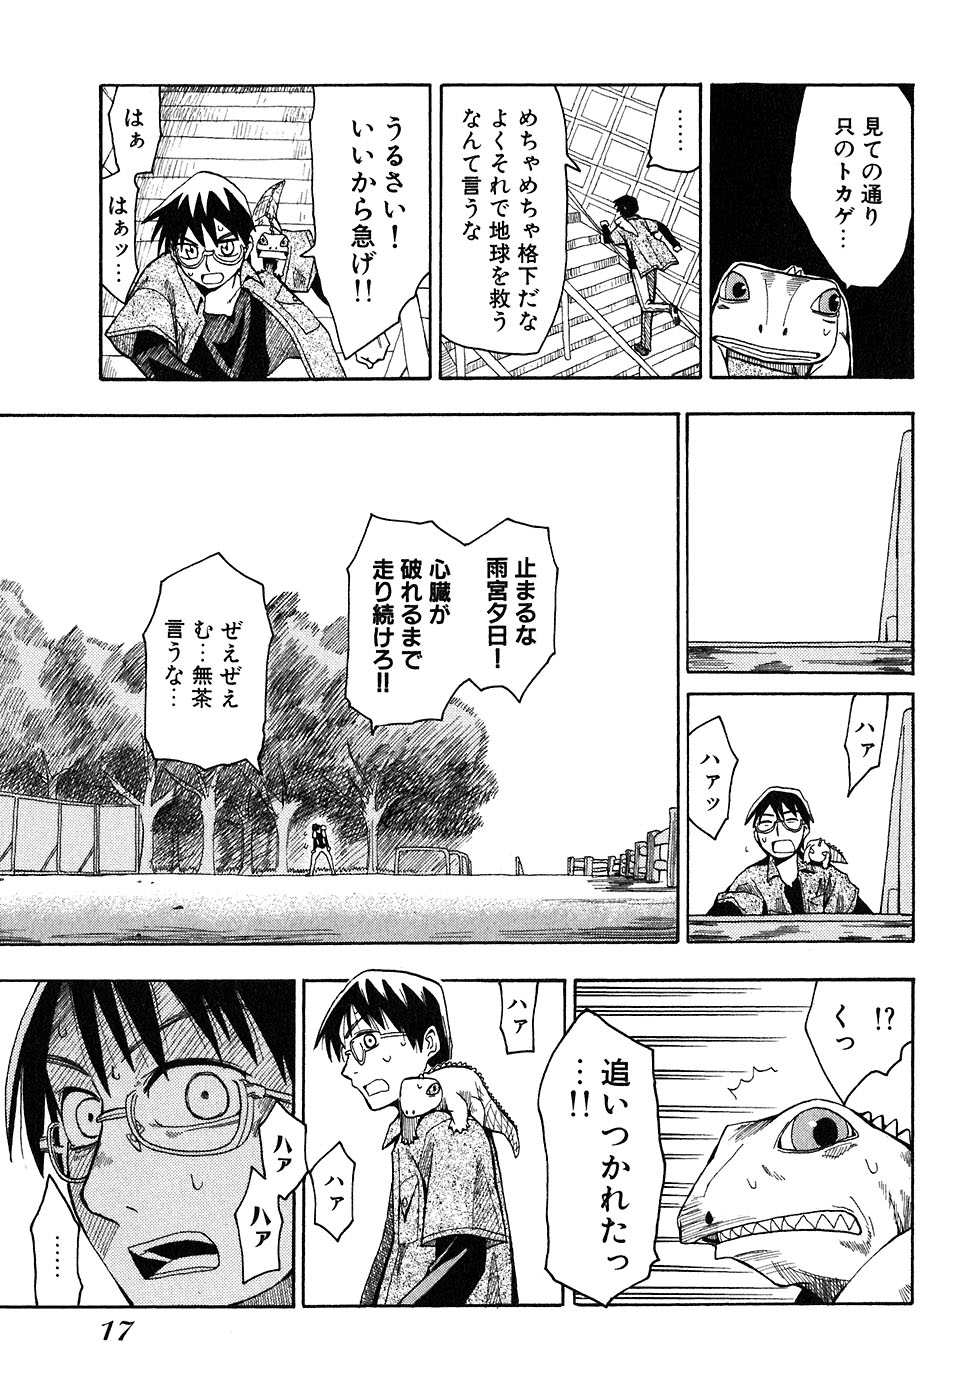 見ての通り
只のトカゲ…
……
めちゃめちゃ格下だな
よくそれで地球を救う
なんて言うな
うるさい!
いいから急げ!!
はぁ
はぁッ…
ハァ
ハァッ
止まるな
雨宮夕日!
心臓が
破れるまで
走り続けろ!!
ぜえぜえ
む…無茶
言うな…
!?
くっ
追いつかれたっ
…!!
ハァ
ハァ
ハァ
ハァ
……
17